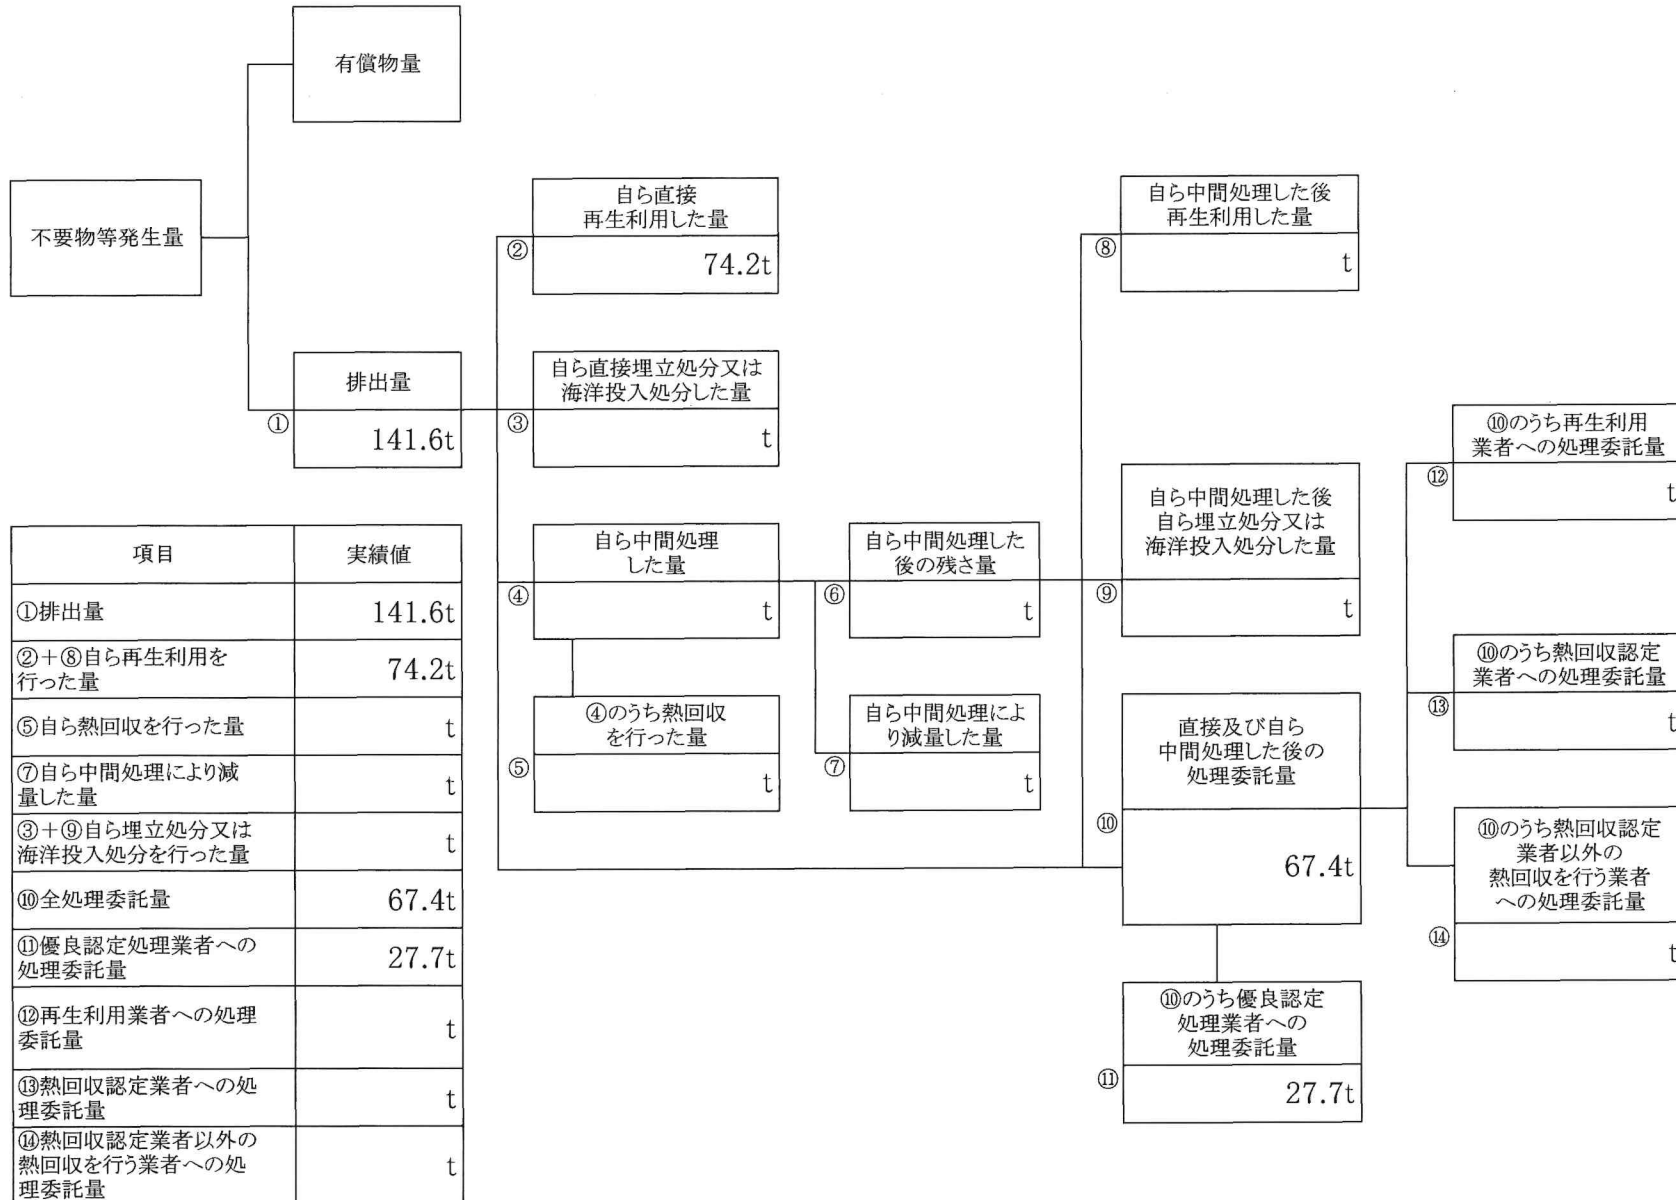 有償物量
不要物等発生量
自ら直接
再生利用した量
②
74.2t
自ら中間処理した後
再生利用した量
⑧
t
排出量
①
141.6t
自ら直接埋立処分又は
海洋投入処分した量
③
t
⑩のうち再生利用
業者への処理委託量
⑫
t
自ら中間処理
した量
④
t
自ら中間処理した
後の残さ量
⑥
t
自ら中間処理した後
自ら埋立処分又は
海洋投入処分した量
⑨
t
⑩のうち熱回収認定
業者への処理委託量
⑬
t
④のうち熱回収
を行った量
⑤
t
自ら中間処理によ
り減量した量
⑦
t
直接及び自ら
中間処理した後の
処理委託量
⑩
67.4t
⑩のうち熱回収認定
業者以外の
熱回収を行う業者
への処理委託量
⑭
t
⑩のうち優良認定
処理業者への
処理委託量
⑪
27.7t
項目 実績値
①排出量 141.6t
②+⑧自ら再生利用を
行った量 74.2t
⑤自ら熱回収を行った量 t
⑦自ら中間処理により減
量した量 t
③+⑨自ら埋立処分又は
海洋投入処分を行った量 t
⑩全処理委託量 67.4t
⑪優良認定処理業者への
処理委託量 27.7t
⑫再生利用業者への処理
委託量 t
⑬熱回収認定業者への処
理委託量 t
⑭熱回収認定業者以外の
熱回収を行う業者への処
理委託量 t